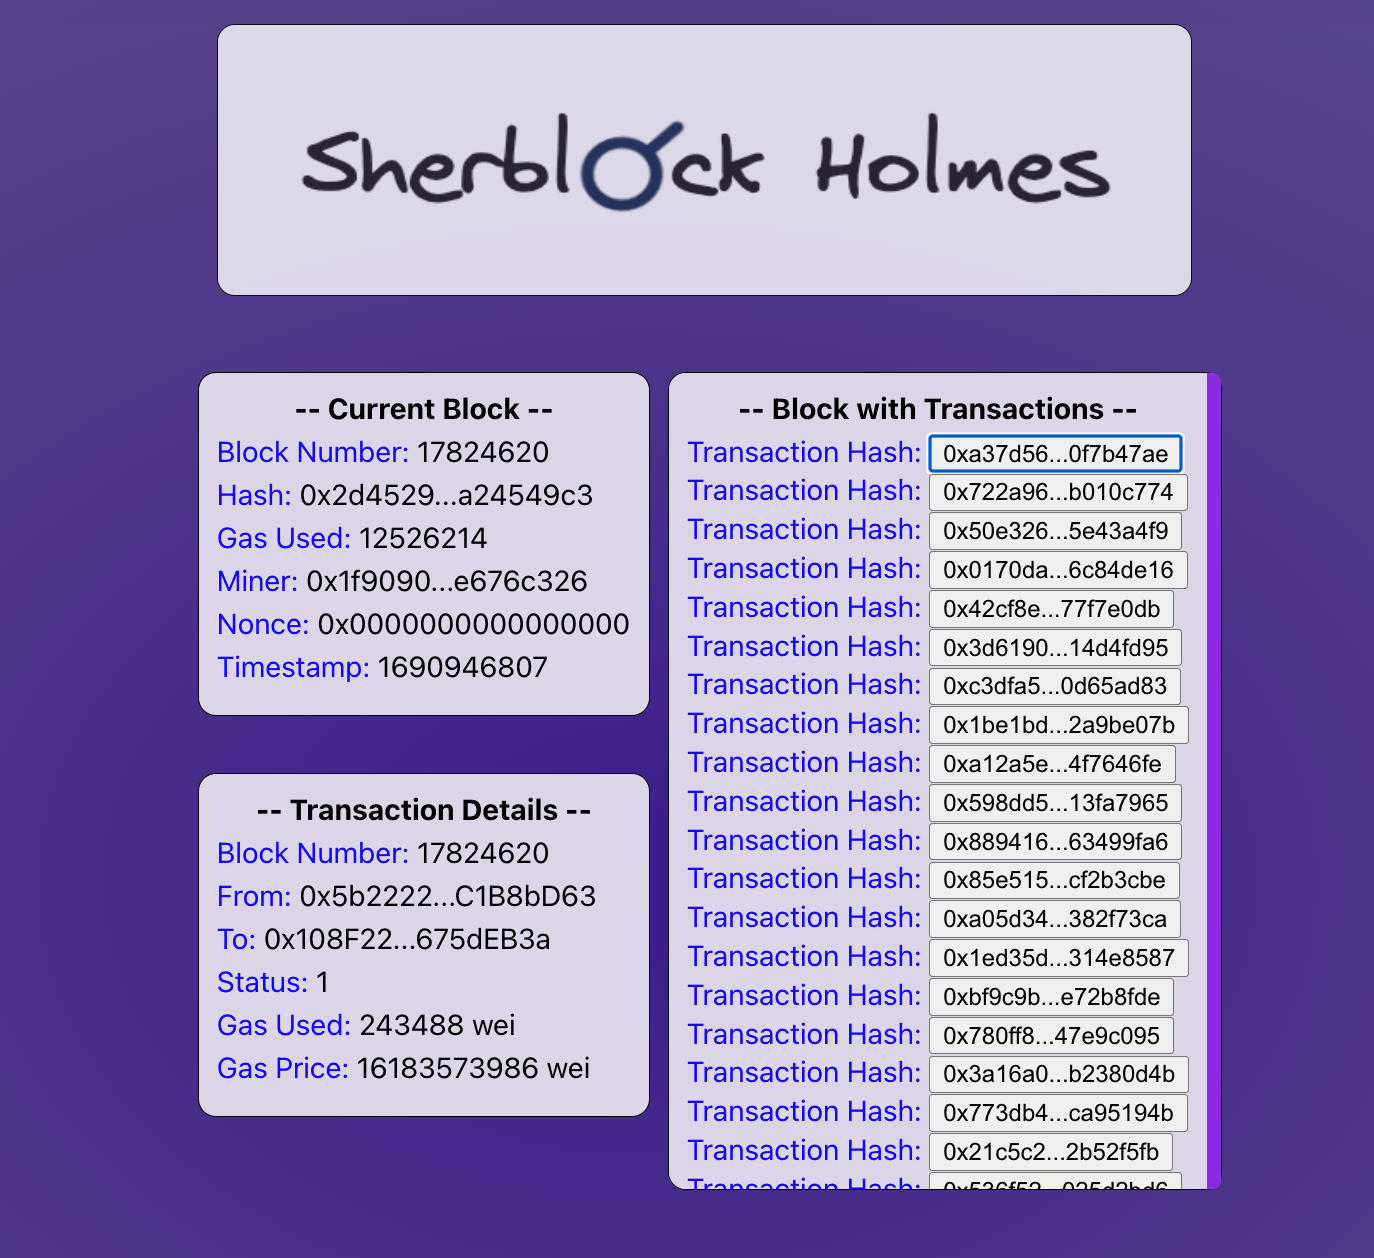 Sherblock Holmes
-- Current Block --
Block Number: 17824620
Hash: 0x2d4529...a24549c3
Gas Used: 12526214
Miner: 0x1f9090...e676c326
Nonce: 0x0000000000000000
Timestamp: 1690946807
-- Transaction Details --
Block Number: 17824620
From: 0x5b2222...C1B8bD63
To: 0x108F22...675dEB3a
Status: 1
Gas Used: 243488 wei
Gas Price: 16183573986 wei
-- Block with Transactions --
Transaction Hash: 0xa37d56...0f7b47ae
Transaction Hash: 0x722a96...b010c774
Transaction Hash: 0x50e326...5e43a4f9
Transaction Hash: 0x0170da...6c84de16
Transaction Hash: 0x42cf8e...77f7e0db
Transaction Hash: 0x3d6190...14d4fd95
Transaction Hash: 0xc3dfa5...0d65ad83
Transaction Hash: 0x1be1bd...2a9be07b
Transaction Hash: 0xa12a5e...4f7646fe
Transaction Hash: 0x598dd5...13fa7965
Transaction Hash: 0x889416...63499fa6
Transaction Hash: 0x85e515...cf2b3cbe
Transaction Hash: 0xa05d34...382f73ca
Transaction Hash: 0x1ed35d...314e8587
Transaction Hash: 0xbf9c9b...e72b8fde
Transaction Hash: 0x780ff8...47e9c095
Transaction Hash: 0x3a16a0...b2380d4b
Transaction Hash: 0x773db4...ca95194b
Transaction Hash: 0x21c5c2...2b52f5fb
Transaction Hash: